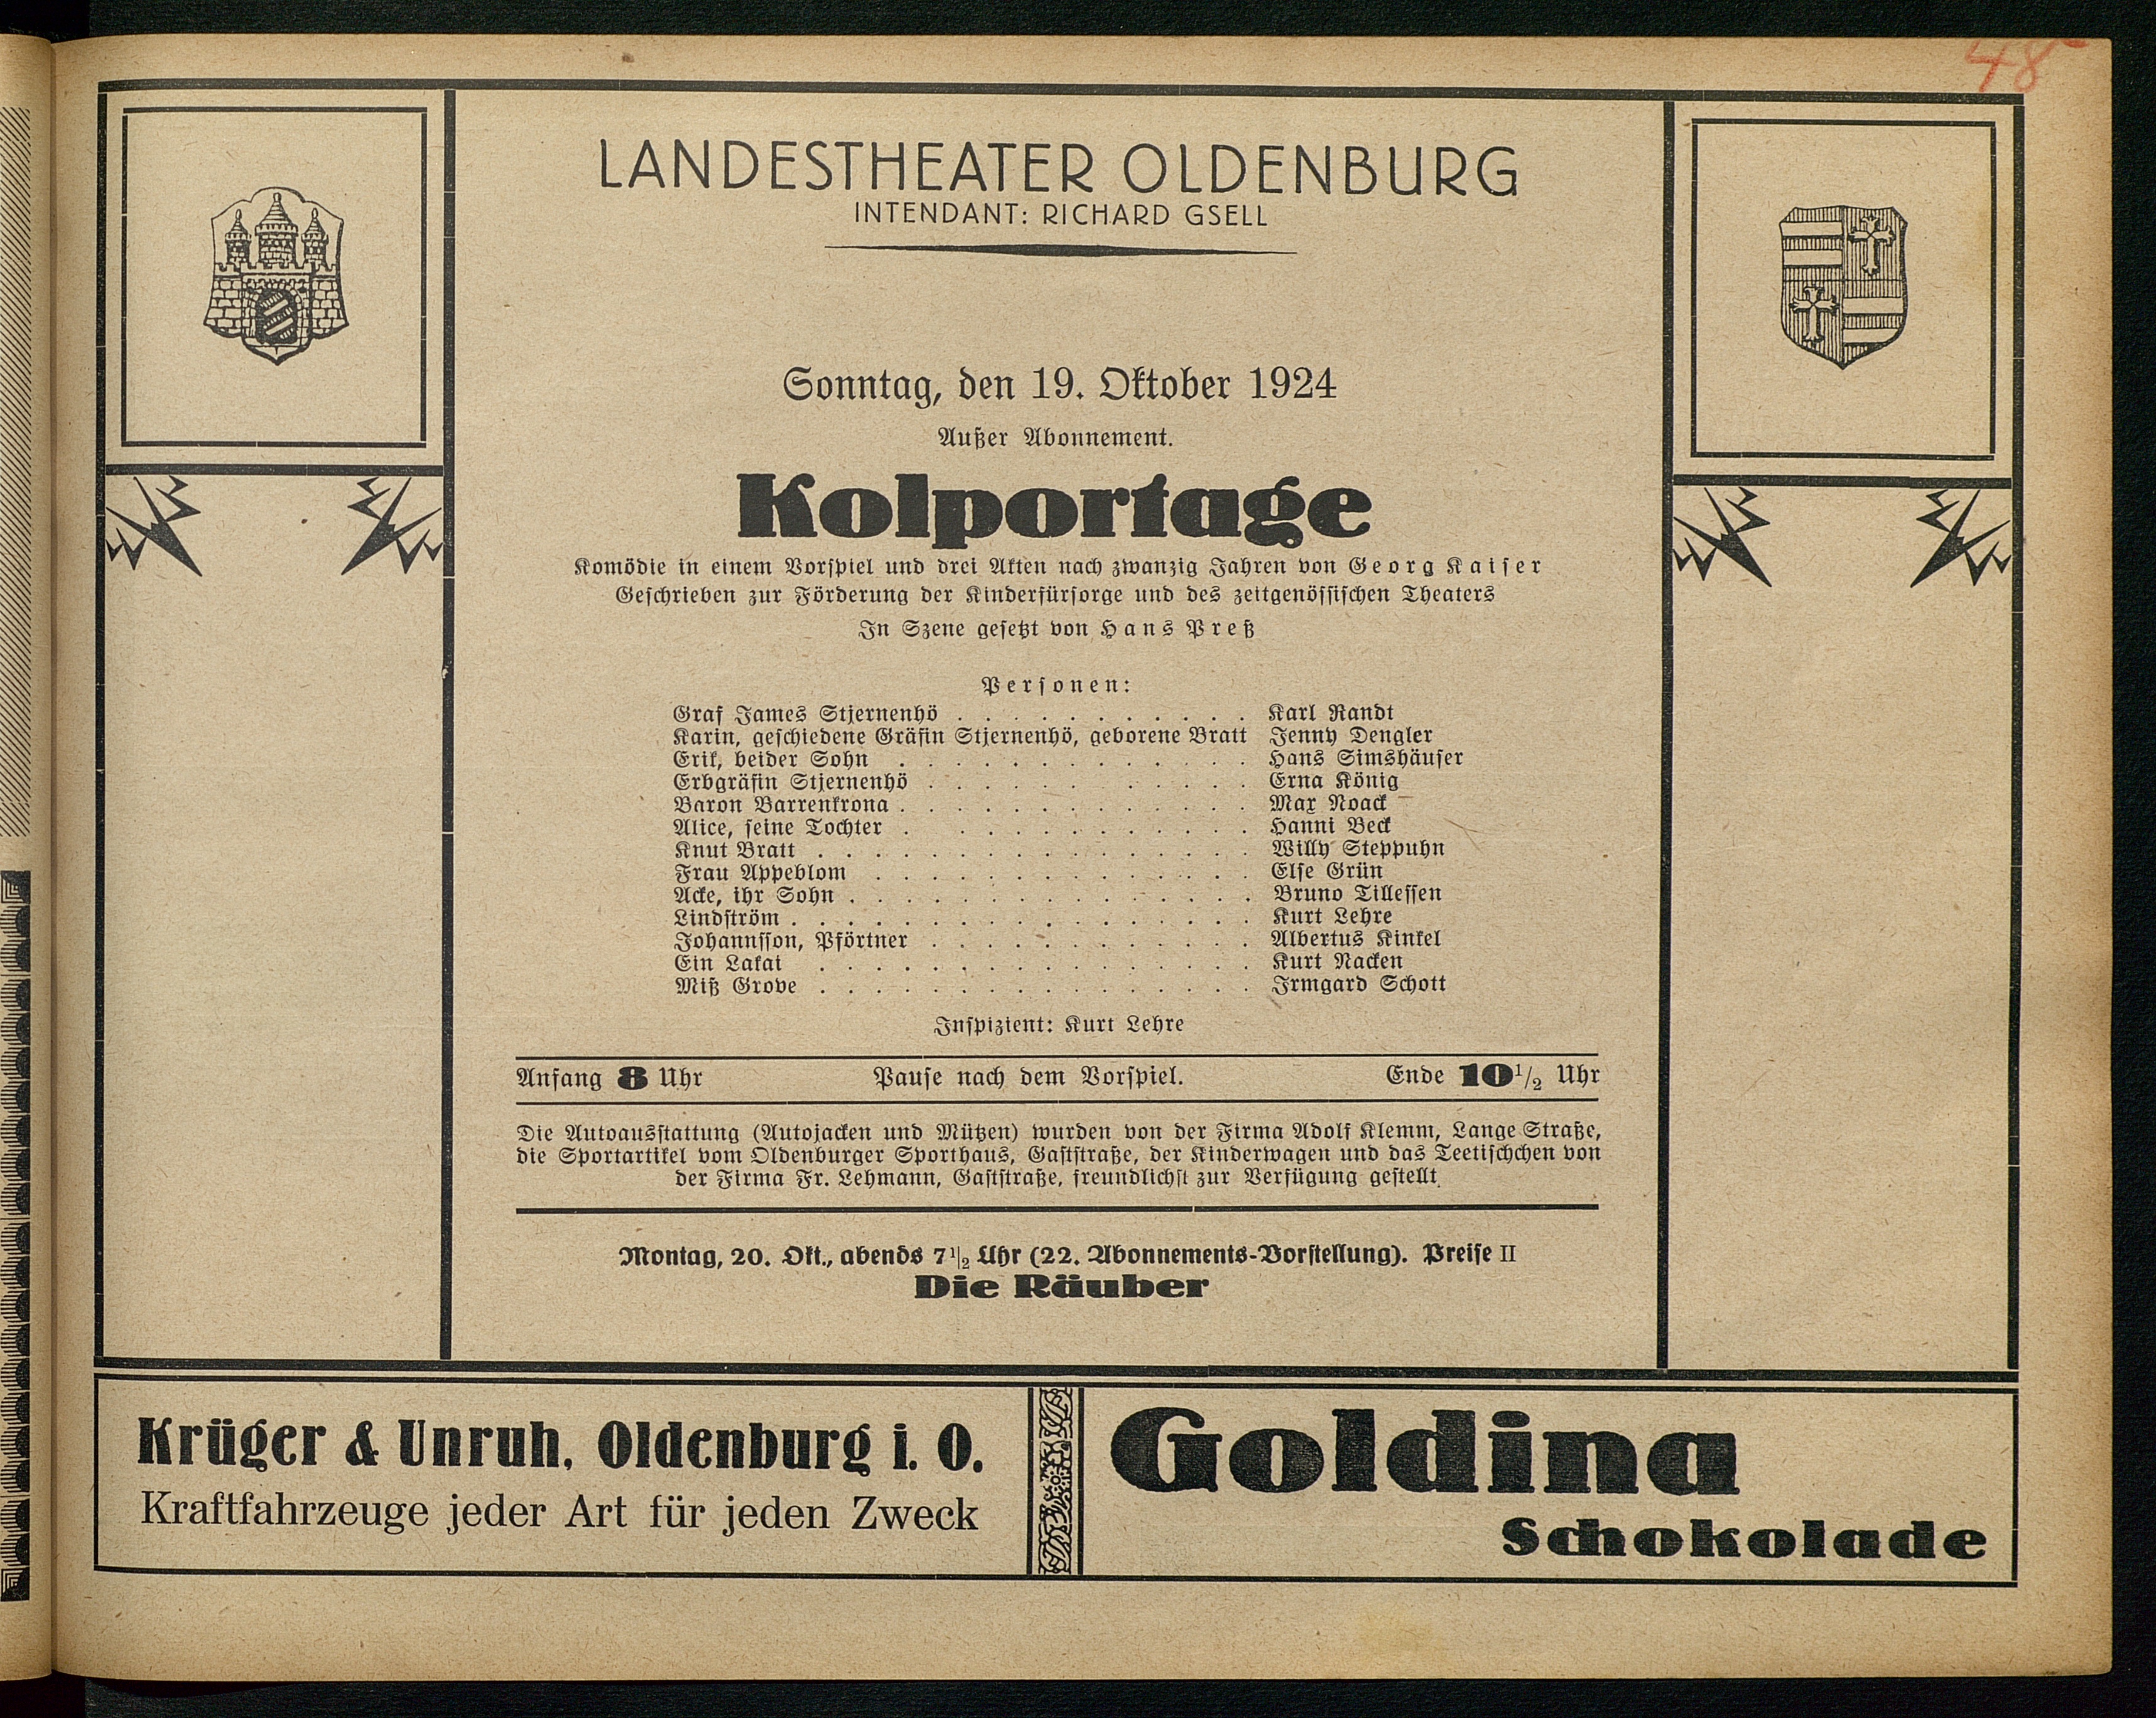 48
LANDESTHEATER OLDENBURG
INTENDANT: RICHARD GSELL
Sonntag, den 19. Oktober 1924
Außer Abonnement.
Kolportage
Komödie in einem Vorspiel und drei Akten nach zwanzig Jahren von Georg Kaiser
Geschrieben zur Förderung der Kinderfürsorge und des zeitgenössischen Theaters
In Szene gesetzt von Hans Preß
Personen:
Graf James Stjernenhö . . . . . . . . . . . Karl Randt
Karin, geschiedene Gräfin Stjernenhö, geborene Bratt Jenny Dengler
Erik, beider Sohn . . . . . . . . . . . . . Hans Simshäuser
Erbgräfin Stjernenhö . . . . . . . . . . . . Erna König
Baron Barrenkrona . . . . . . . . . . . . . Max Noack
Alice, seine Tochter . . . . . . . . . . . . Hanni Beck
Knut Bratt . . . . . . . . . . . . . . . . Willy Steppuhn
Frau Appeblom . . . . . . . . . . . . . . Else Grün
Acke, ihr Sohn . . . . . . . . . . . . . . . Bruno Tillessen
Lindström . . . . . . . . . . . . . . . . . Kurt Lehre
Johannsson, Pförtner . . . . . . . . . . . . Albertus Kinkel
Ein Lakai . . . . . . . . . . . . . . . . Kurt Nacken
Miß Grove . . . . . . . . . . . . . . . . Irmgard Schott
Inspizient: Kurt Lehre
Anfang 8 Uhr Pause nach dem Vorspiel. Ende 10 1/2 Uhr
Die Autoausstattung (Autojacken und Mützen) wurden von der Firma Adolf Klemm, Lange Straße,
die Sportartikel vom Oldenburger Sporthaus, Gaststraße, der Kinderwagen und das Teetischchen von
der Firma Fr. Lehmann, Gaststraße, freundlichst zur Verfügung gestellt.
Montag, 20. Okt., abends 7 1/2 Uhr (22. Abonnements-Vorstellung). Preise II
Die Räuber
Krüger & Unruh, Oldenburg i. O.
Kraftfahrzeuge jeder Art für jeden Zweck
Goldina
Schokolade